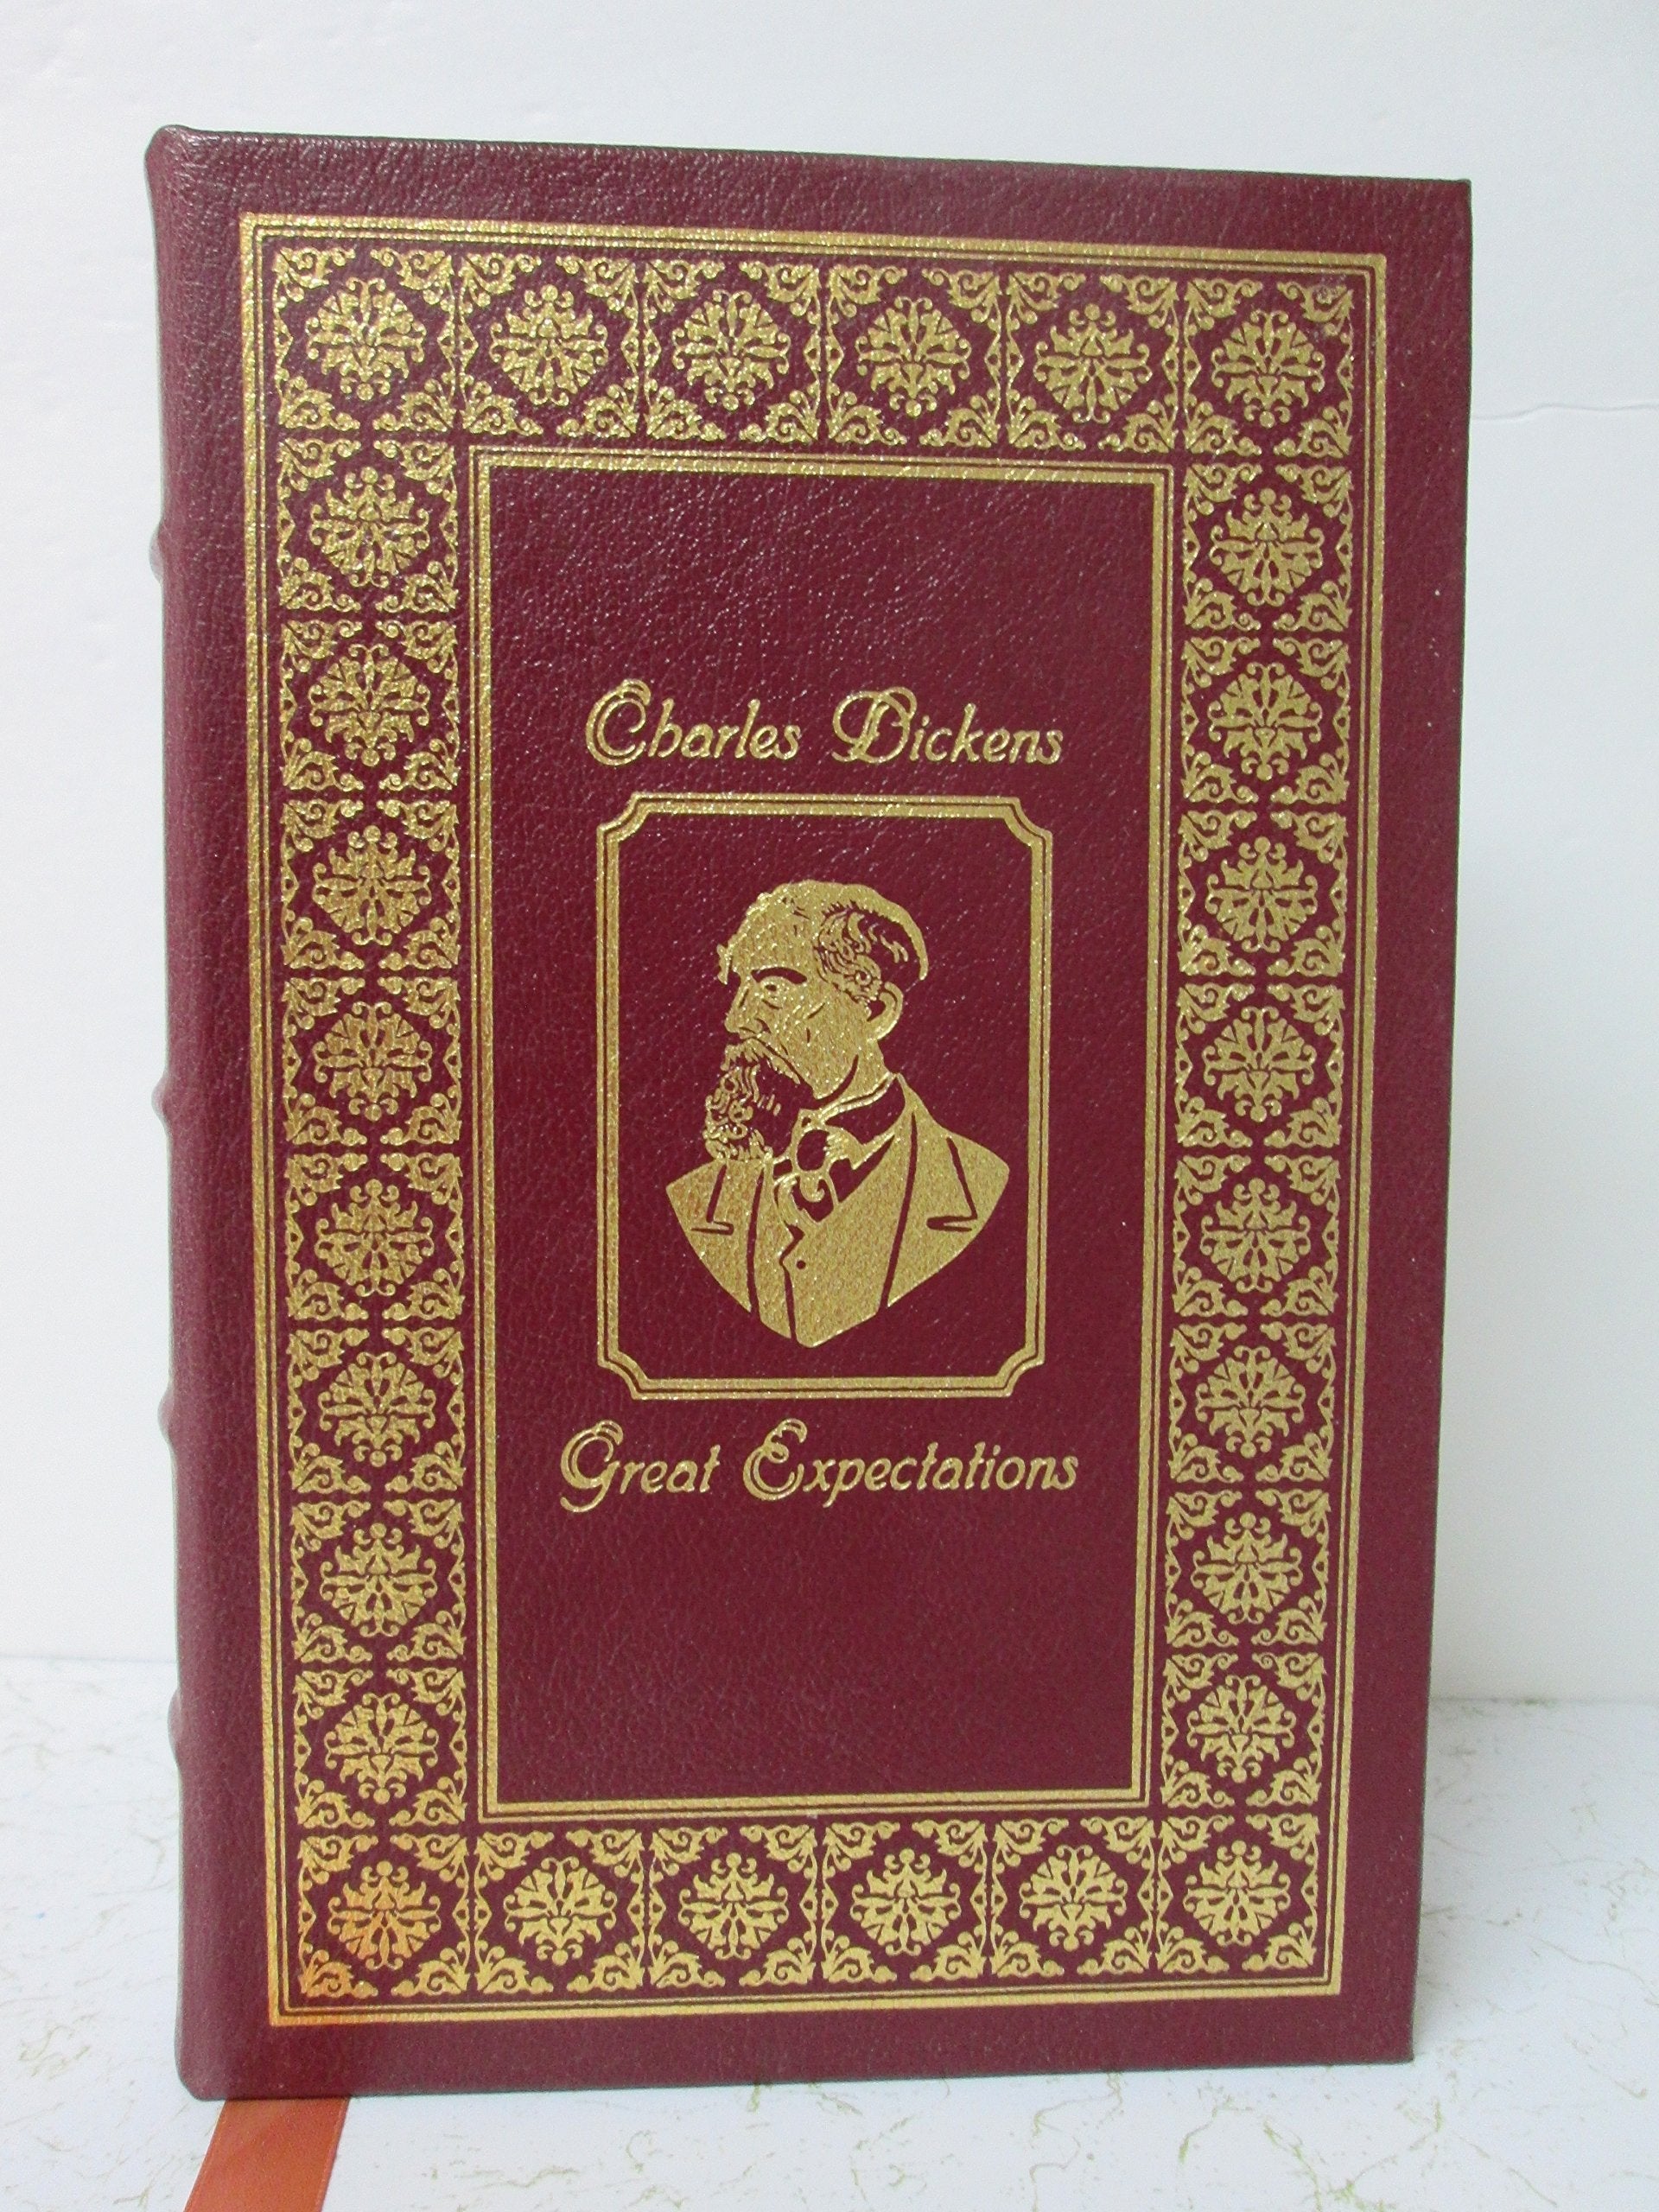 Charles Dickens
Great Expectations